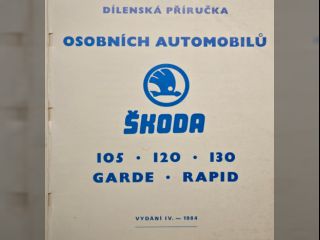 DÍLENSKÁ PŘÍRUČKA
OSOBNÍCH AUTOMOBILŮ
ŠKODA
105 · 120 · 130
GARDE · RAPID
VYDÁNÍ IV. — 1984